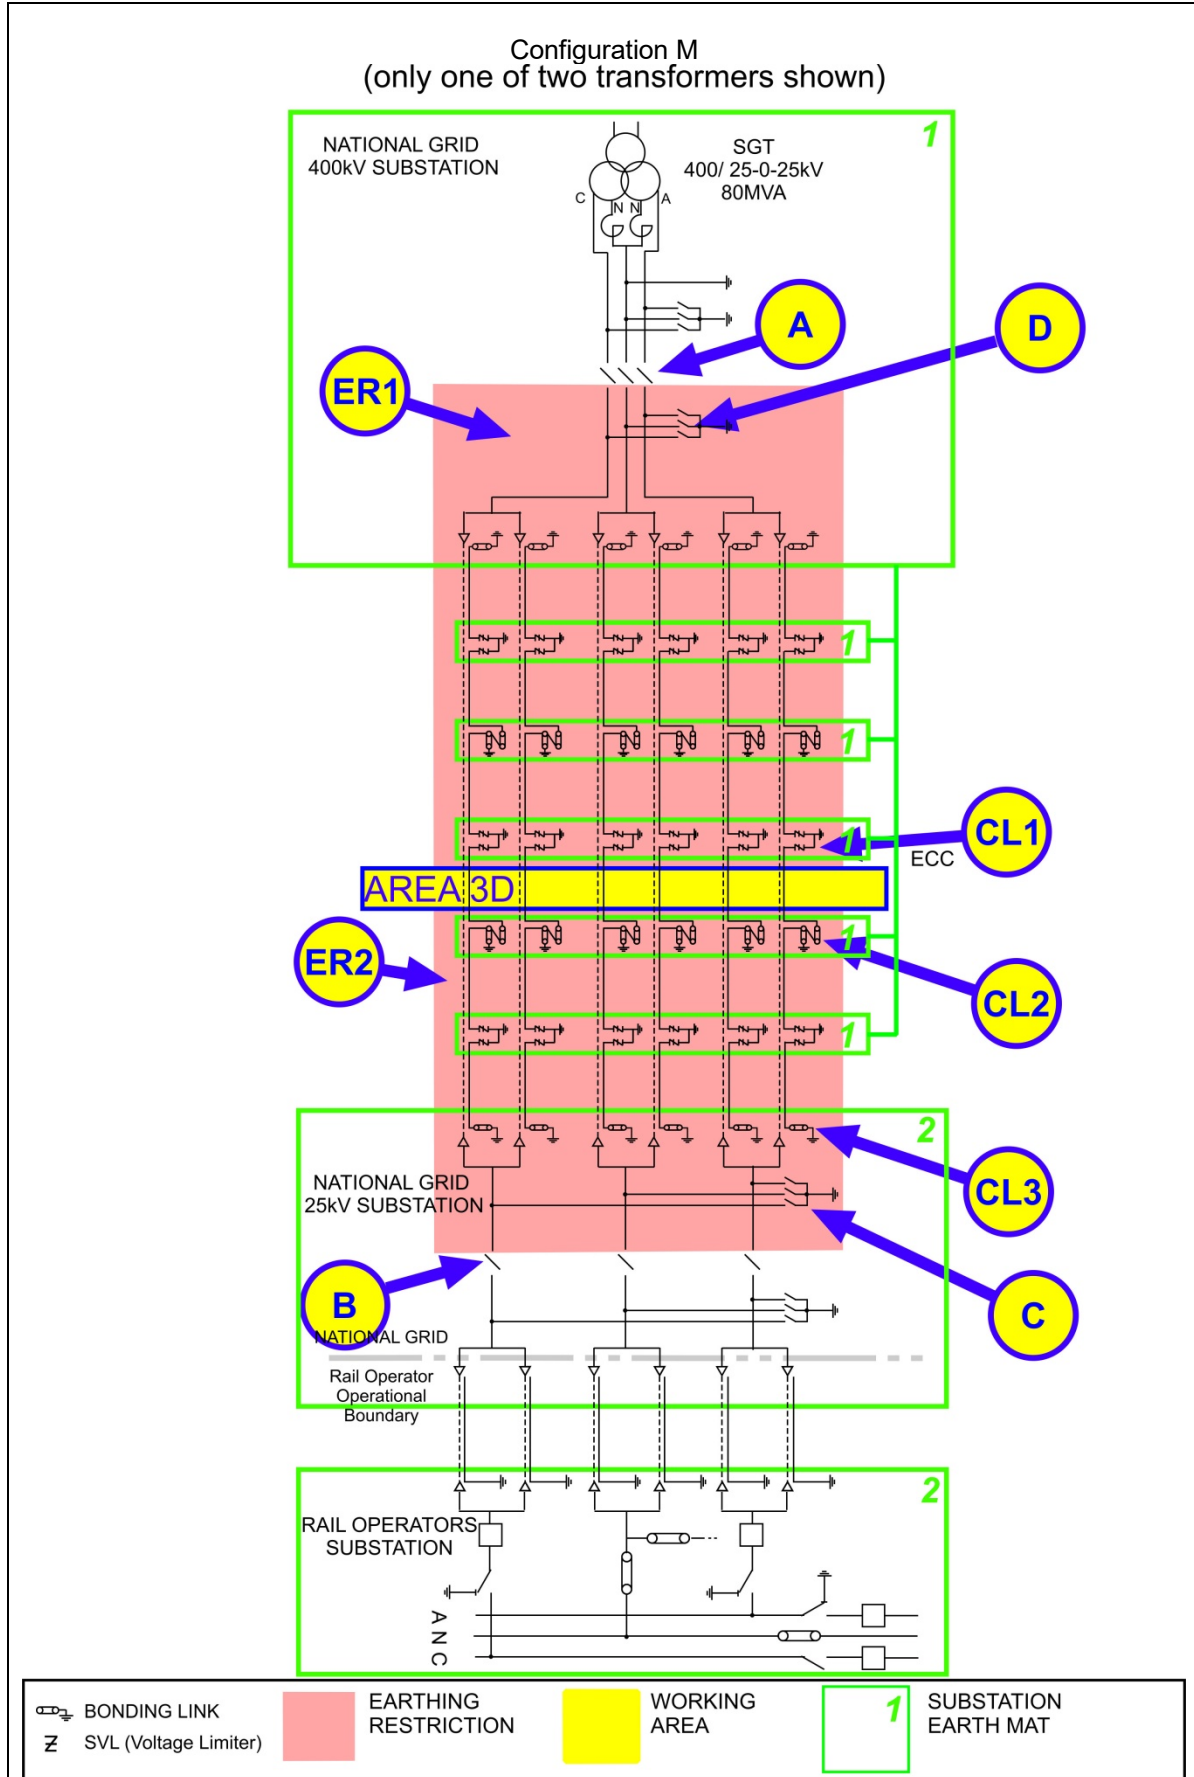 Configuration M
(only one of two transformers shown)
NATIONAL GRID
400kV SUBSTATION
1
SGT
400/ 25-0-25kV
80MVA
C
N N
A
A
D
ER1
1
1
1
CL1
ECC
AREA 3D
1
ER2
CL2
1
2
NATIONAL GRID
25kV SUBSTATION
CL3
B
C
NATIONAL GRID
Rail Operator
Operational
Boundary
2
RAIL OPERATORS
SUBSTATION
A
N
C
BONDING LINK
SVL (Voltage Limiter)
EARTHING
RESTRICTION
WORKING
AREA
1
SUBSTATION
EARTH MAT